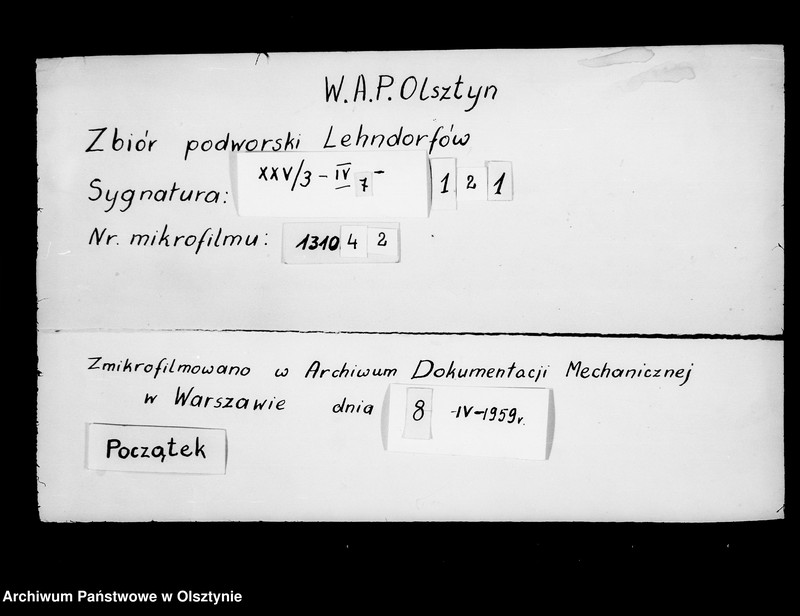 W.A.P. Olsztyn
Zbiór podworski Lehndorfów
Sygnatura: XXV/3 - IV 7 - 1 2 1
Nr. mikrofilmu: 1310 4 2
Zmikrofilmowano w Archiwum Dokumentacji Mechanicznej
w Warszawie dnia 8 -IV-1959r.
Początek
Archiwum Państwowe w Olsztynie